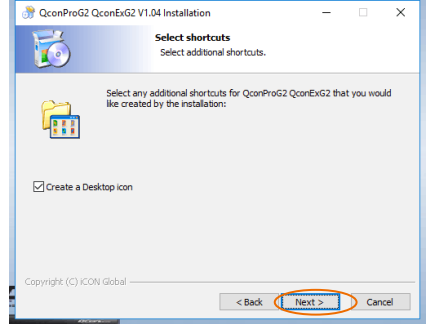 QconProG2 QconExG2 V1.04 Installation
Select shortcuts
Select additional shortcuts.
Select any additional shortcuts for QconProG2 QconExG2 that you would
like created by the installation:
Create a Desktop icon
Copyright (C) iCON Global
< Back
Next >
Cancel